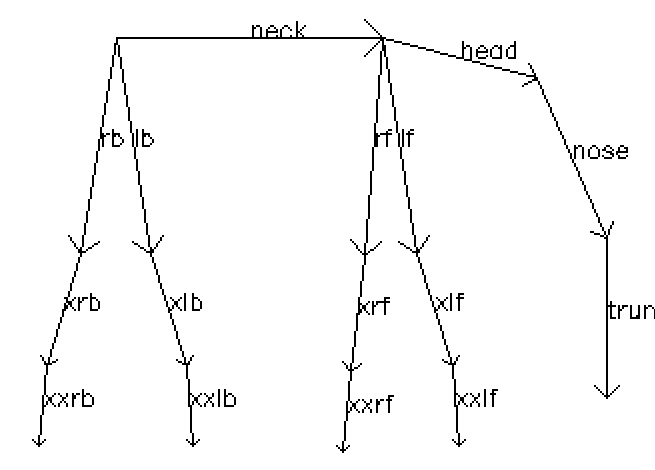 neck
head
rb lb
rf lf
nose
xrb
xlb
xrf
xlf
trun
xxrb
xxlb
xxrf
xxlf